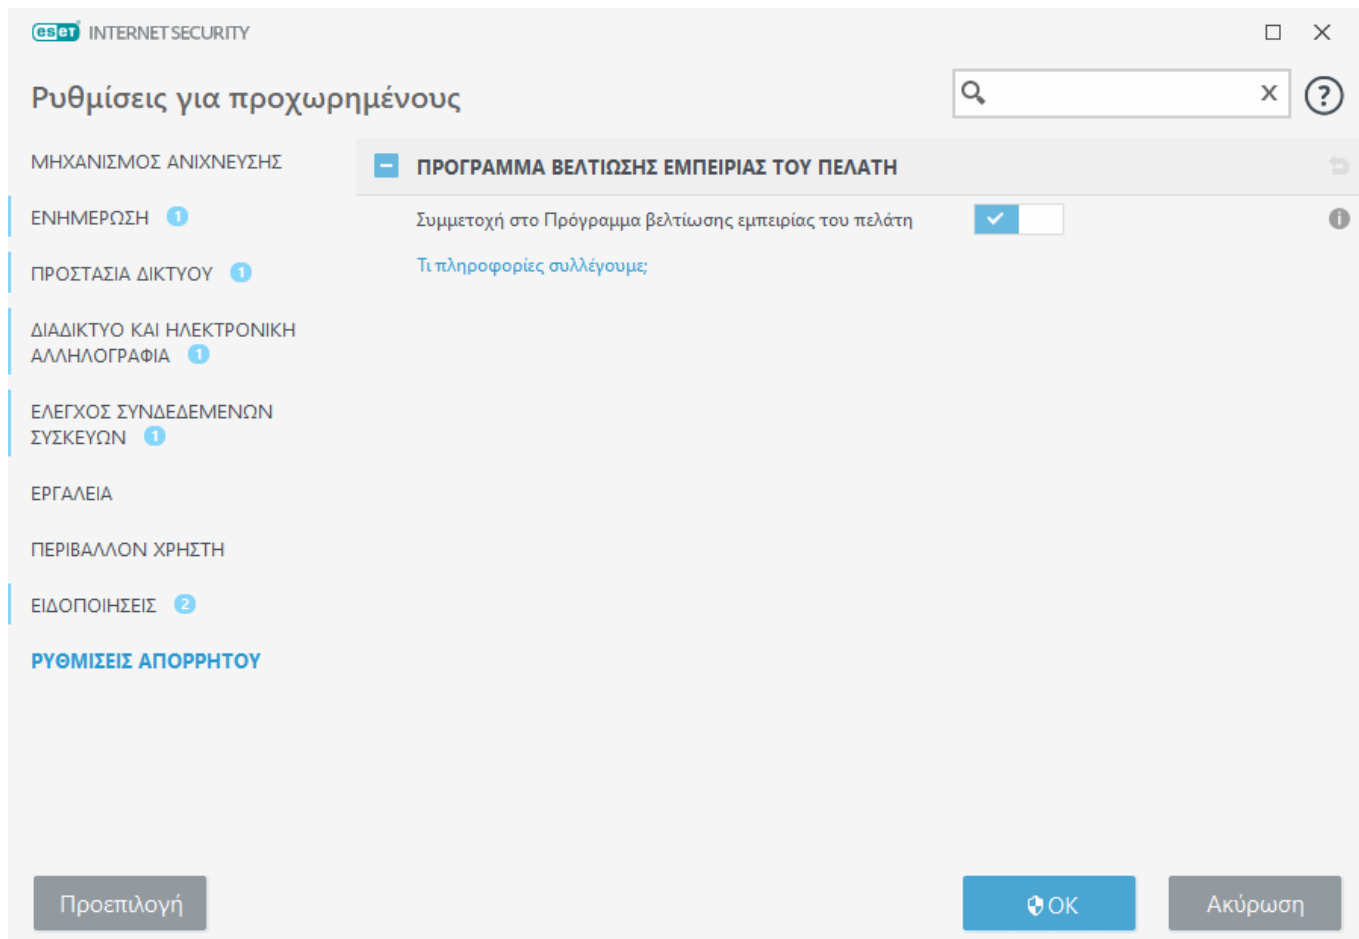 eset INTERNET SECURITY
Ρυθμίσεις για προχωρημένους
x
?
ΜΗΧΑΝΙΣΜΟΣ ΑΝΙΧΝΕΥΣΗΣ
ΕΝΗΜΕΡΩΣΗ 1
ΠΡΟΣΤΑΣΙΑ ΔΙΚΤΥΟΥ 1
ΔΙΑΔΙΚΤΥΟ ΚΑΙ ΗΛΕΚΤΡΟΝΙΚΗ
ΑΛΛΗΛΟΓΡΑΦΙΑ 1
ΕΛΕΓΧΟΣ ΣΥΝΔΕΔΕΜΕΝΩΝ
ΣΥΣΚΕΥΩΝ 1
ΕΡΓΑΛΕΙΑ
ΠΕΡΙΒΑΛΛΟΝ ΧΡΗΣΤΗ
ΕΙΔΟΠΟΙΗΣΕΙΣ 2
ΡΥΘΜΙΣΕΙΣ ΑΠΟΡΡΗΤΟΥ
ΠΡΟΓΡΑΜΜΑ ΒΕΛΤΙΩΣΗΣ ΕΜΠΕΙΡΙΑΣ ΤΟΥ ΠΕΛΑΤΗ
Συμμετοχή στο Πρόγραμμα βελτίωσης εμπειρίας του πελάτη
Τι πληροφορίες συλλέγουμε;
Προεπιλογή
OK
Ακύρωση